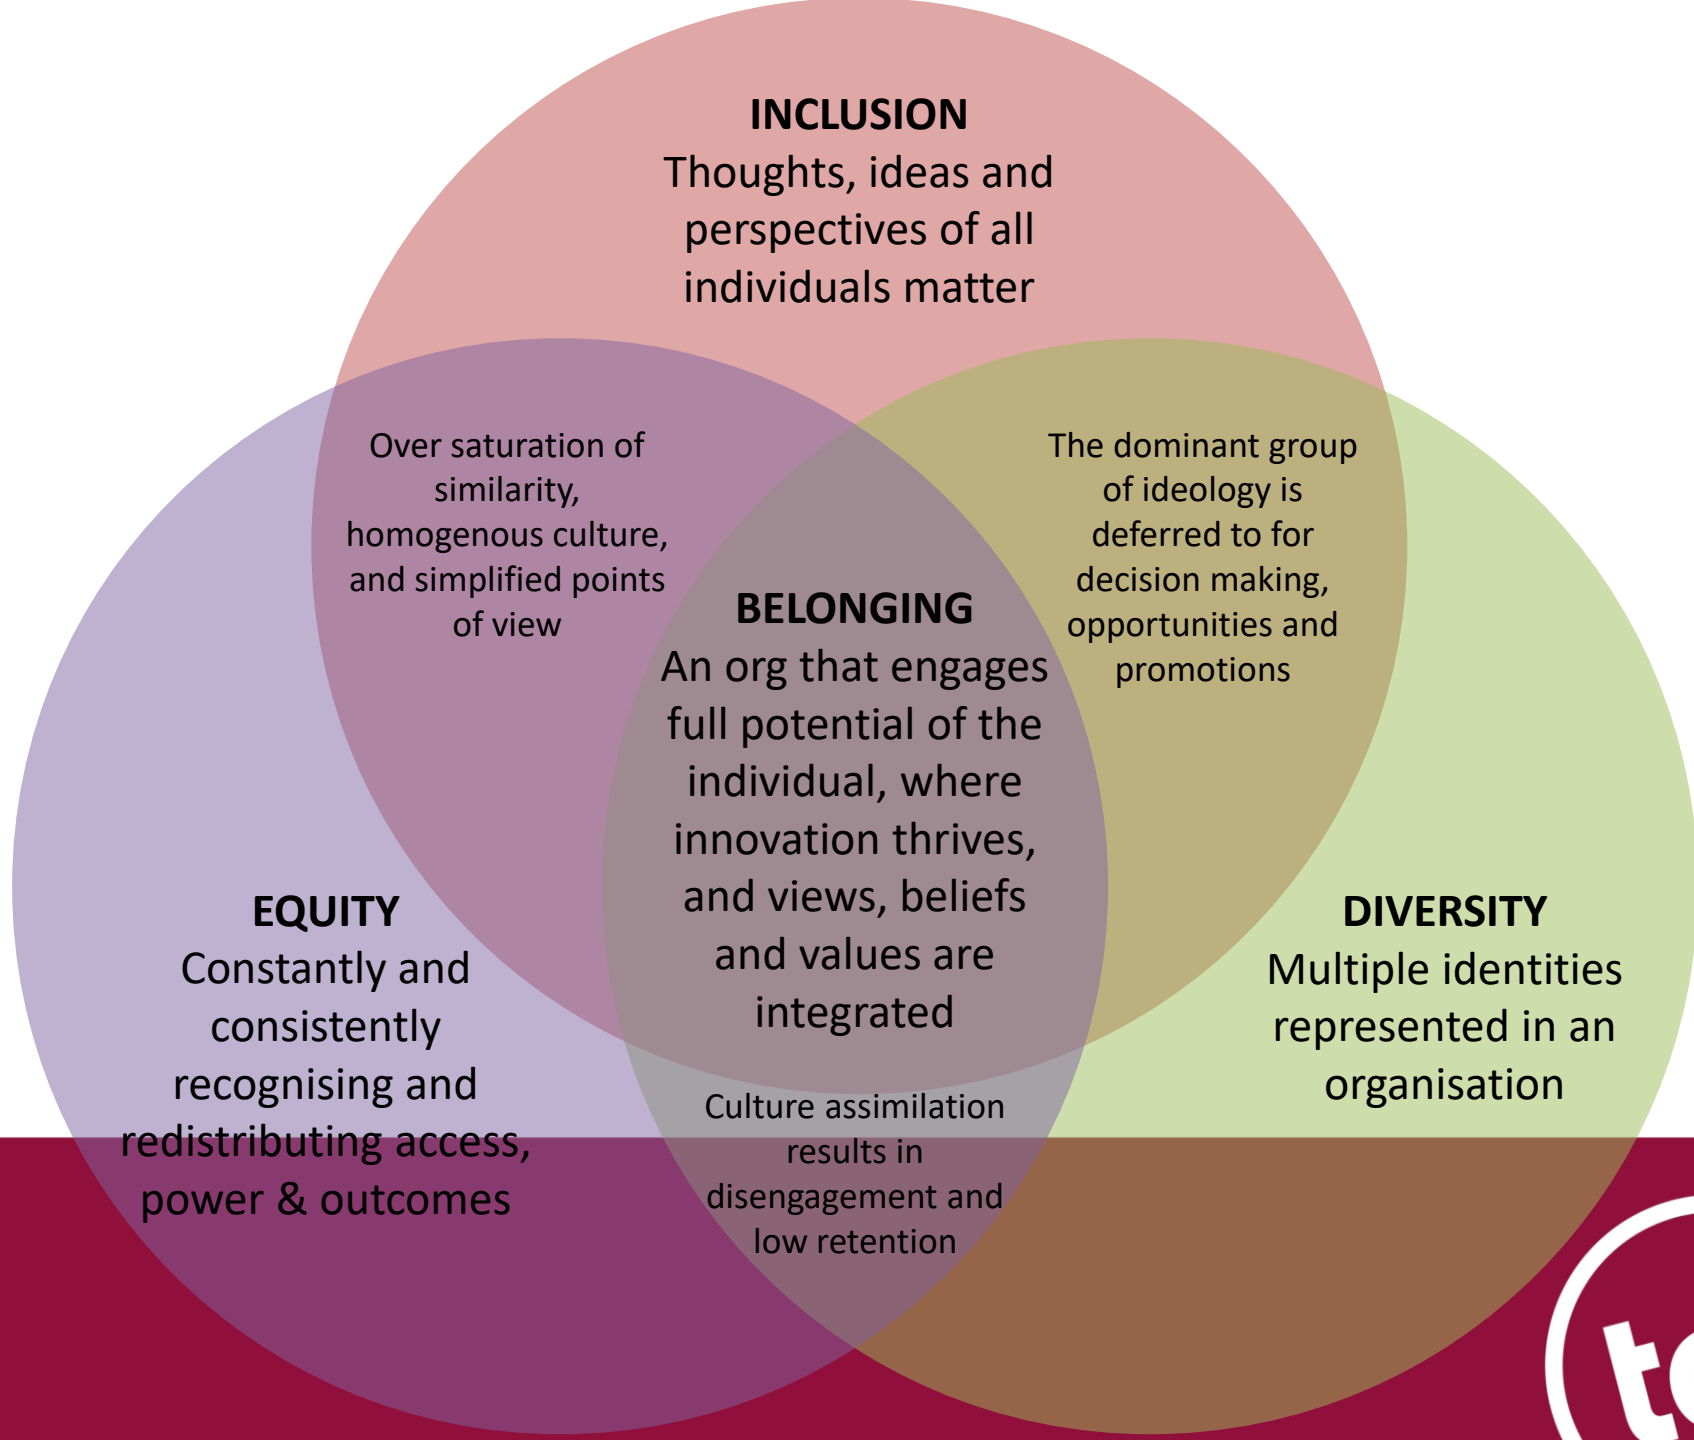 INCLUSION
Thoughts, ideas and
perspectives of all
individuals matter
Over saturation of
similarity,
homogenous culture,
and simplified points
of view
The dominant group
of ideology is
deferred to for
decision making,
opportunities and
promotions
BELONGING
An org that engages
full potential of the
individual, where
innovation thrives,
and views, beliefs
and values are
integrated
EQUITY
Constantly and
consistently
recognising and
redistributing access,
power & outcomes
DIVERSITY
Multiple identities
represented in an
organisation
Culture assimilation
results in
disengagement and
low retention